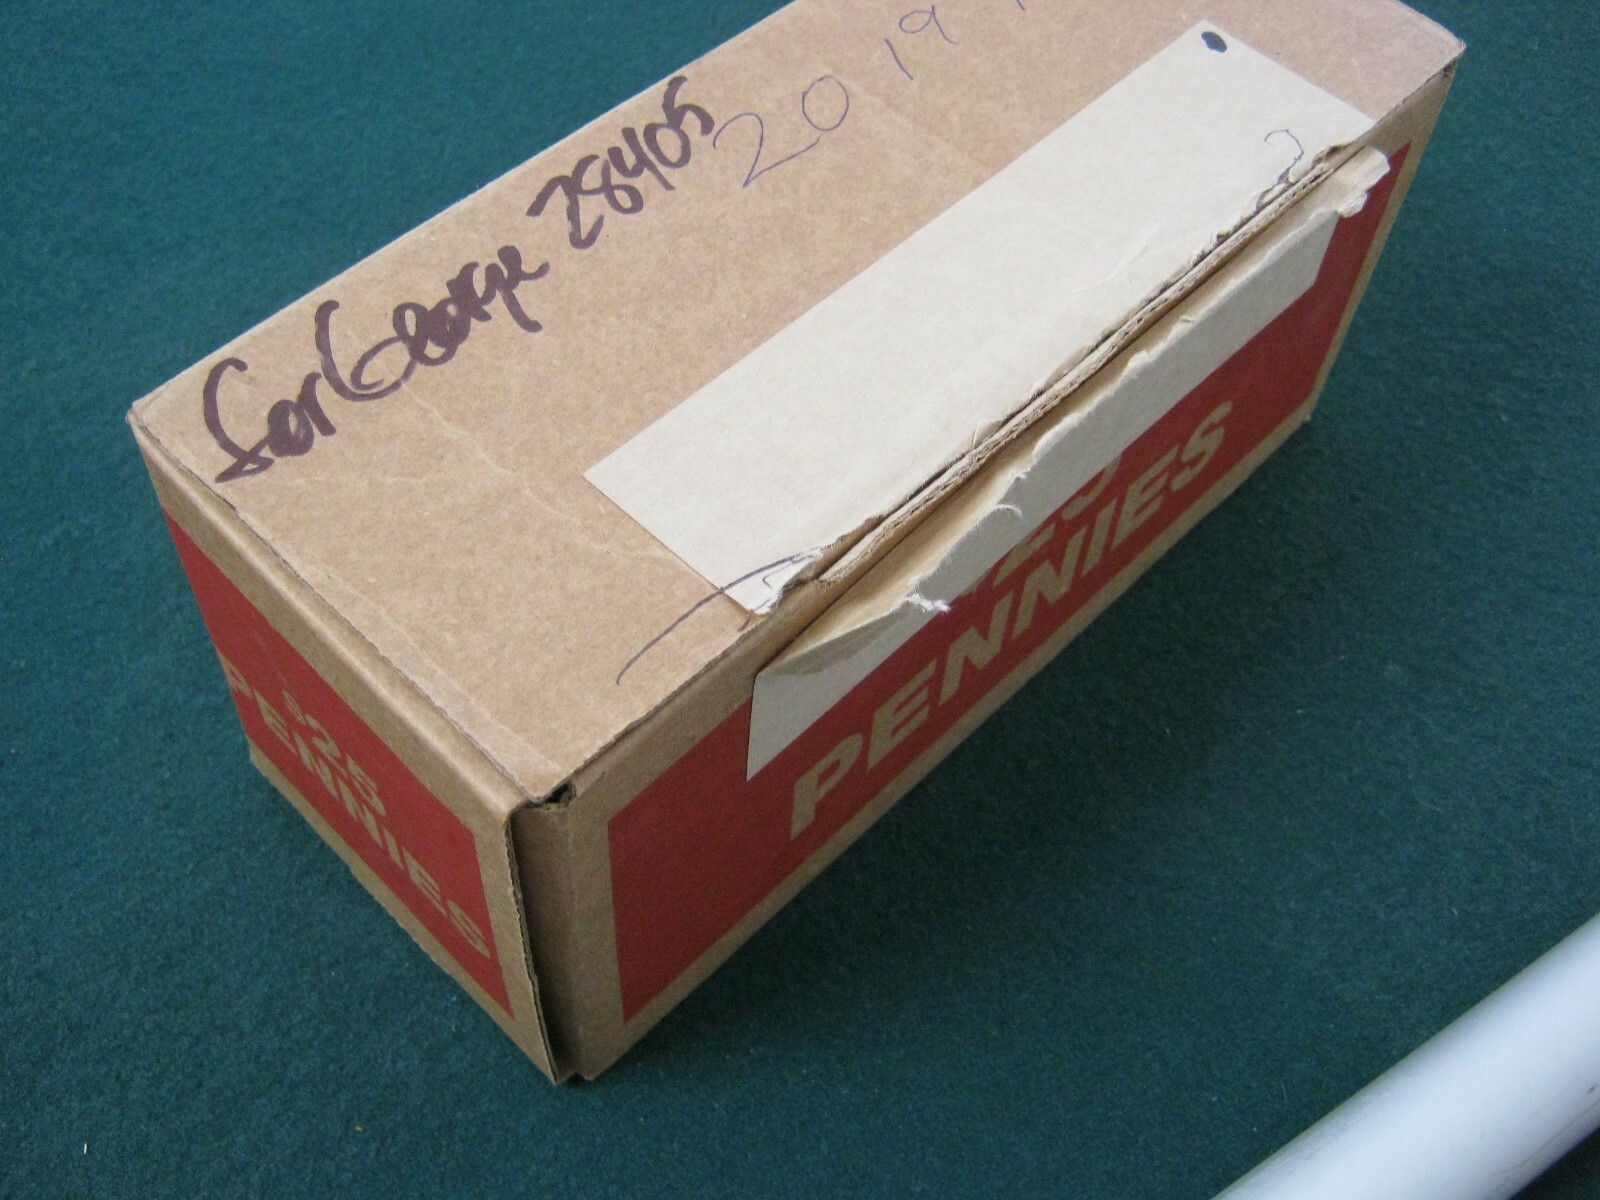 for George 28405
2019-
$25
PENNIES
PENNIES